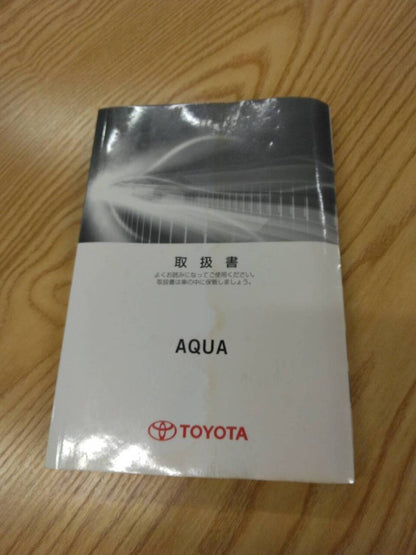 取扱書
よくお読みになってご使用ください。
取扱書は車の中に保管しましょう。
AQUA
TOYOTA